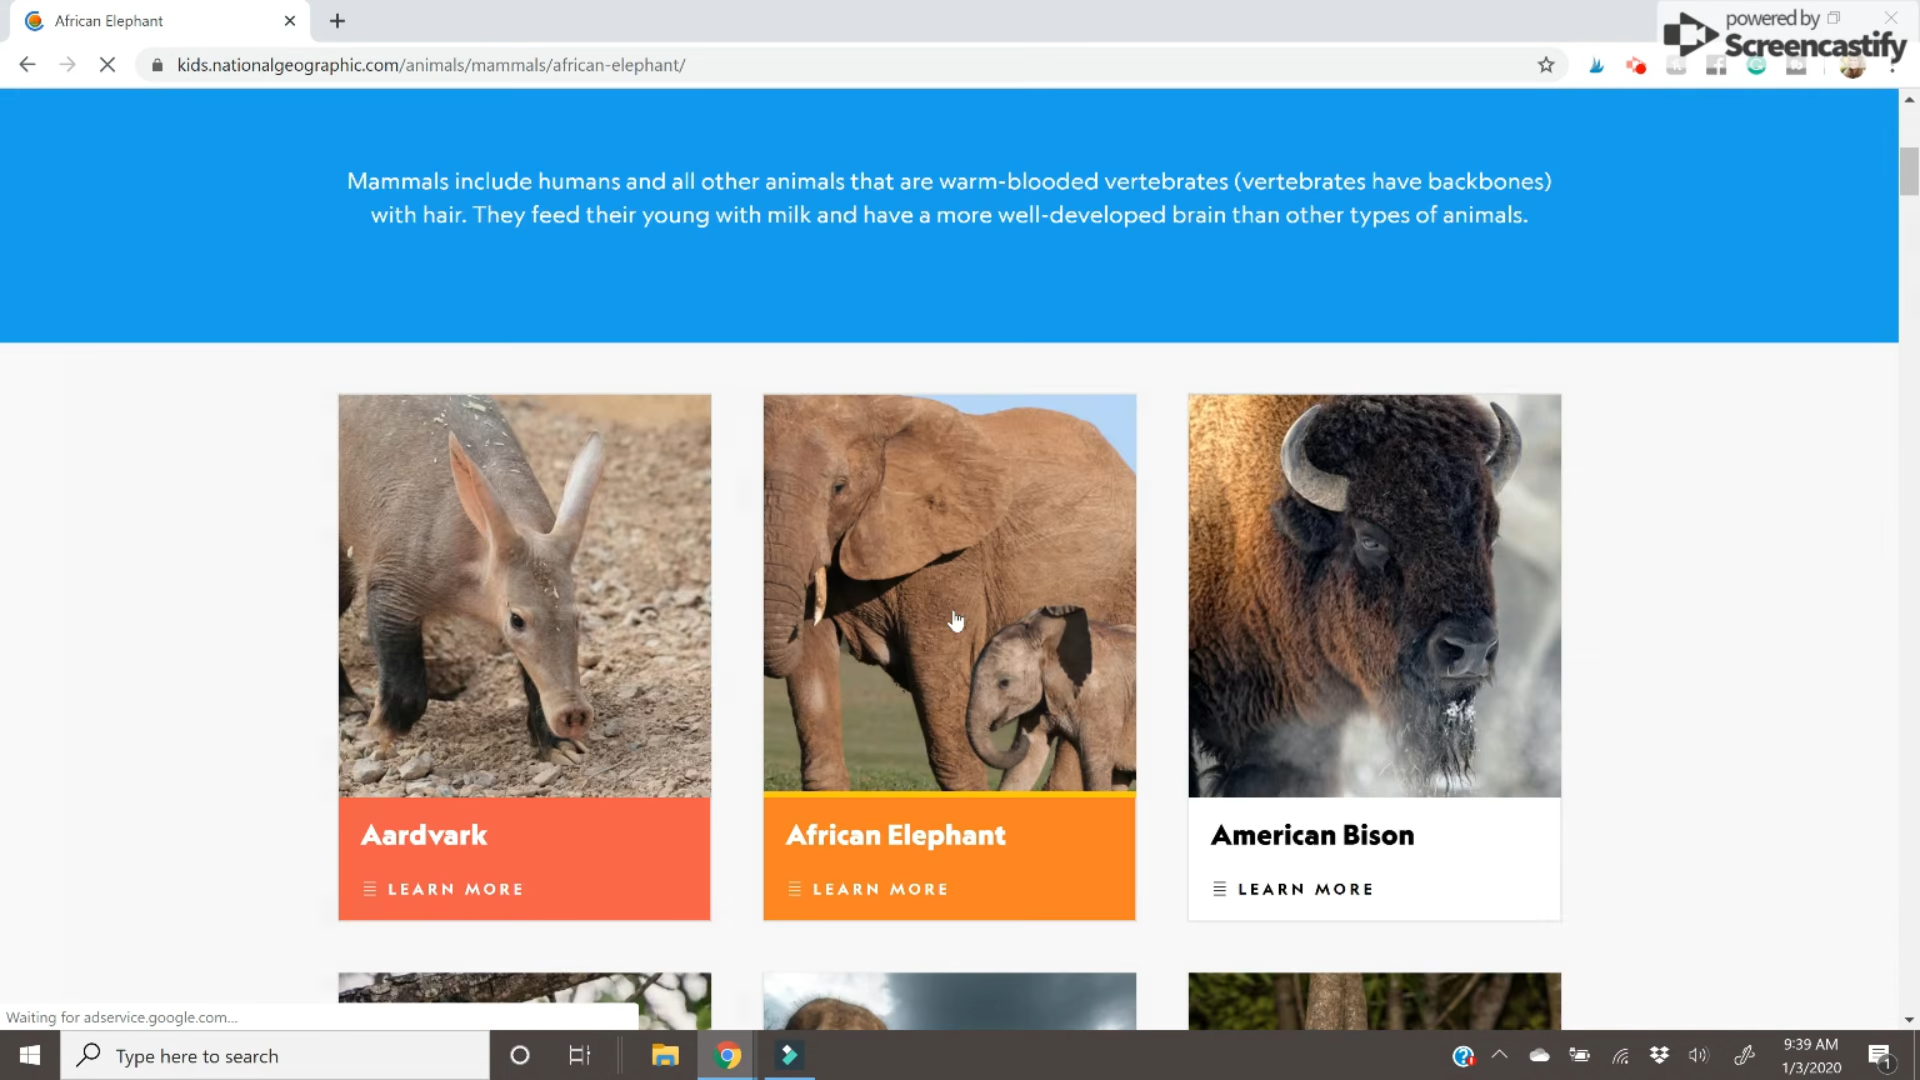 African Elephant
powered by
Screencastify
kids.nationalgeographic.com/animals/mammals/african-elephant/
Mammals include humans and all other animals that are warm-blooded vertebrates (vertebrates have backbones)
with hair. They feed their young with milk and have a more well-developed brain than other types of animals.
Aardvark
LEARN MORE
African Elephant
LEARN MORE
American Bison
LEARN MORE
Waiting for adservice.google.com...
Type here to search
9:39 AM
1/3/2020
1